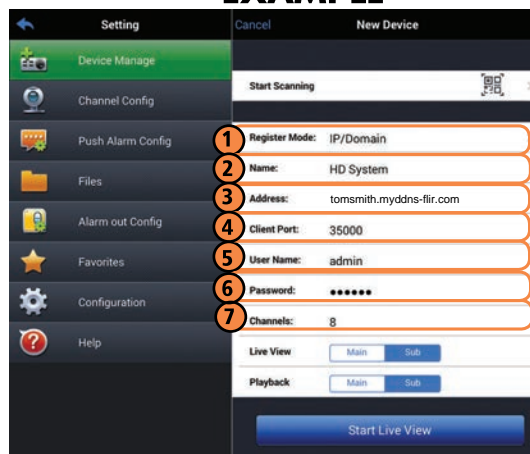 EXAMPLE
Setting
Device Manage
Channel Config
Push Alarm Config
Files
Alarm out Config
Favorites
Configuration
Help
Cancel New Device
Start Scanning
1 Register Mode: IP/Domain
2 Name: HD System
3 Address: tomsmith.myddns-flir.com
4 Client Port: 35000
5 User Name: admin
6 Password: ●●●●●●
7 Channels: 8
Live View Main Sub
Playback Main Sub
Start Live View